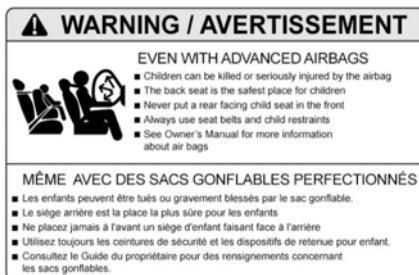 WARNING / AVERTISSEMENT
EVEN WITH ADVANCED AIRBAGS
■ Children can be killed or seriously injured by the airbag
■ The back seat is the safest place for children
■ Never put a rear facing child seat in the front
■ Always use seat belts and child restraints
■ See Owner's Manual for more information
about air bags
MÊME AVEC DES SACS GONFLABLES PERFECTIONNÉS
■ Les enfants peuvent être tués ou gravement blessés par le sac gonflable.
■ Le siège arrière est la place la plus sûre pour les enfants
■ Ne placez jamais à l'avant un siège d'enfant faisant face à l'arrière
■ Utilisez toujours les ceintures de sécurité et les dispositifs de retenue pour enfant.
■ Consultez le Guide du propriétaire pour des renseignements concernant
les sacs gonflables.